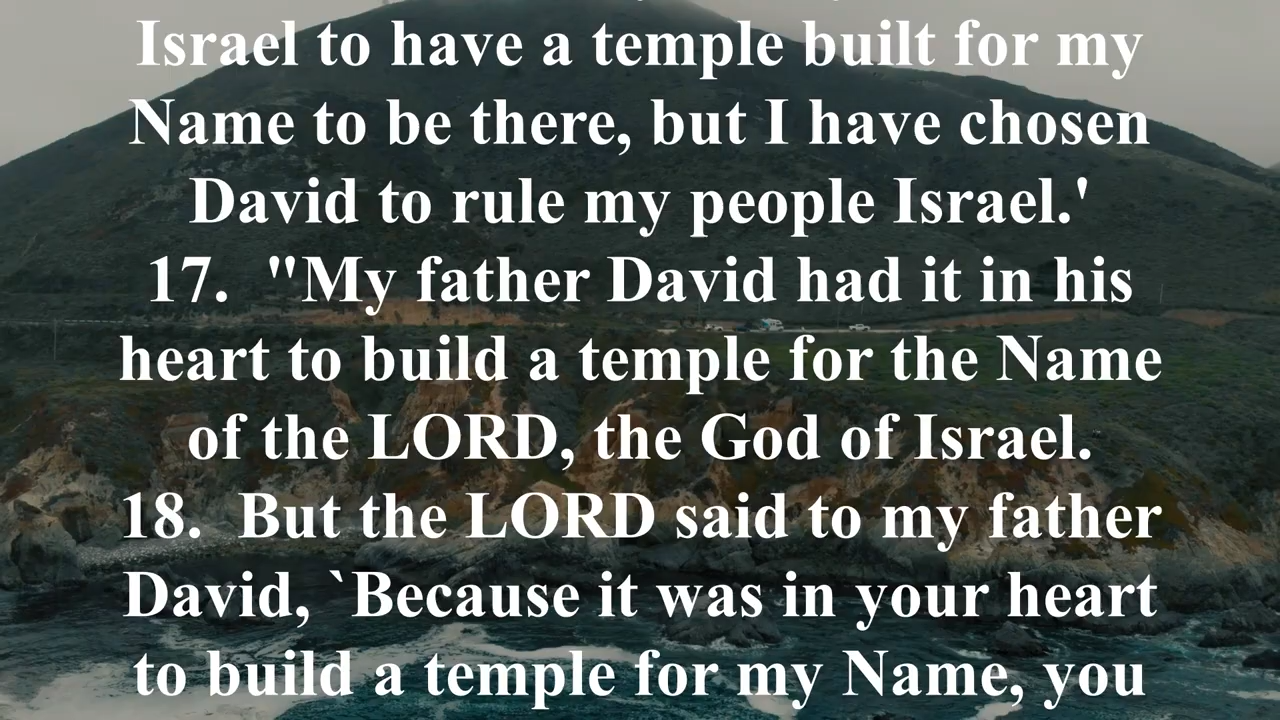 Israel to have a temple built for my
Name to be there, but I have chosen
David to rule my people Israel.'
17.  "My father David had it in his
heart to build a temple for the Name
of the LORD, the God of Israel.
18.  But the LORD said to my father
David, `Because it was in your heart
to build a temple for my Name, you